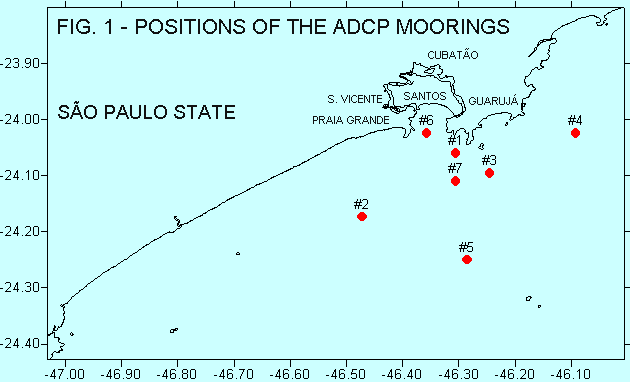 FIG. 1 - POSITIONS OF THE ADCP MOORINGS
CUBATÃO
-23.90
S. VICENTE
SANTOS
GUARUJÁ
SÃO PAULO STATE
PRAIA GRANDE
-24.00
#6
#4
#1
#3
#7
-24.10
#2
-24.20
#5
-24.30
-24.40
-47.00 -46.90 -46.80 -46.70 -46.60 -46.50 -46.40 -46.30 -46.20 -46.10